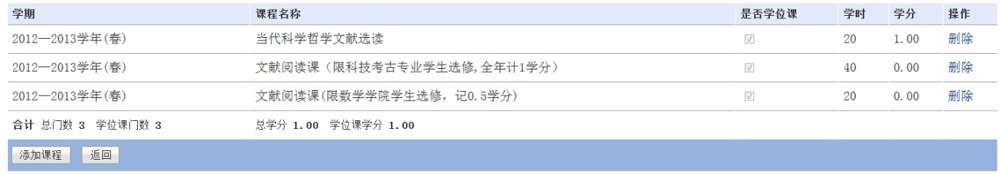 学期 课程名称 是否学位课 学时 学分 操作
2012—2013学年(春) 当代科学哲学文献选读 20 1.00 删除
2012—2013学年(春) 文献阅读课（限科技考古专业学生选修,全年计1学分） 40 0.00 删除
2012—2013学年(春) 文献阅读课(限数学学院学生选修，记0.5学分) 20 0.00 删除
合计 总门数 3 学位课门数 3 总学分 1.00 学位课学分 1.00
添加课程 返回